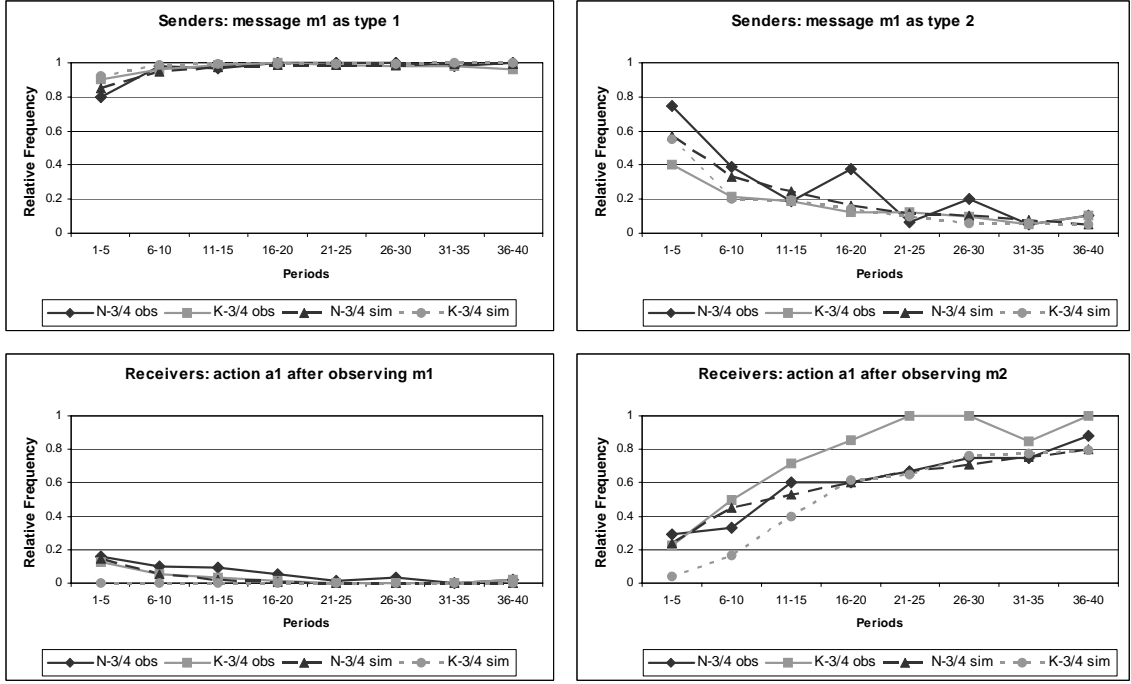 Senders: message m1 as type 1
Relative Frequency
1
0.8
0.6
0.4
0.2
0
1-5 6-10 11-15 16-20 21-25 26-30 31-35 36-40
Periods
N-3/4 obs K-3/4 obs N-3/4 sim K-3/4 sim
Senders: message m1 as type 2
Relative Frequency
1
0.8
0.6
0.4
0.2
0
1-5 6-10 11-15 16-20 21-25 26-30 31-35 36-40
Periods
N-3/4 obs K-3/4 obs N-3/4 sim K-3/4 sim
Receivers: action a1 after observing m1
Relative Frequency
1
0.8
0.6
0.4
0.2
0
1-5 6-10 11-15 16-20 21-25 26-30 31-35 36-40
Periods
N-3/4 obs K-3/4 obs N-3/4 sim K-3/4 sim
Receivers: action a1 after observing m2
Relative Frequency
1
0.8
0.6
0.4
0.2
0
1-5 6-10 11-15 16-20 21-25 26-30 31-35 36-40
Periods
N-3/4 obs K-3/4 obs N-3/4 sim K-3/4 sim